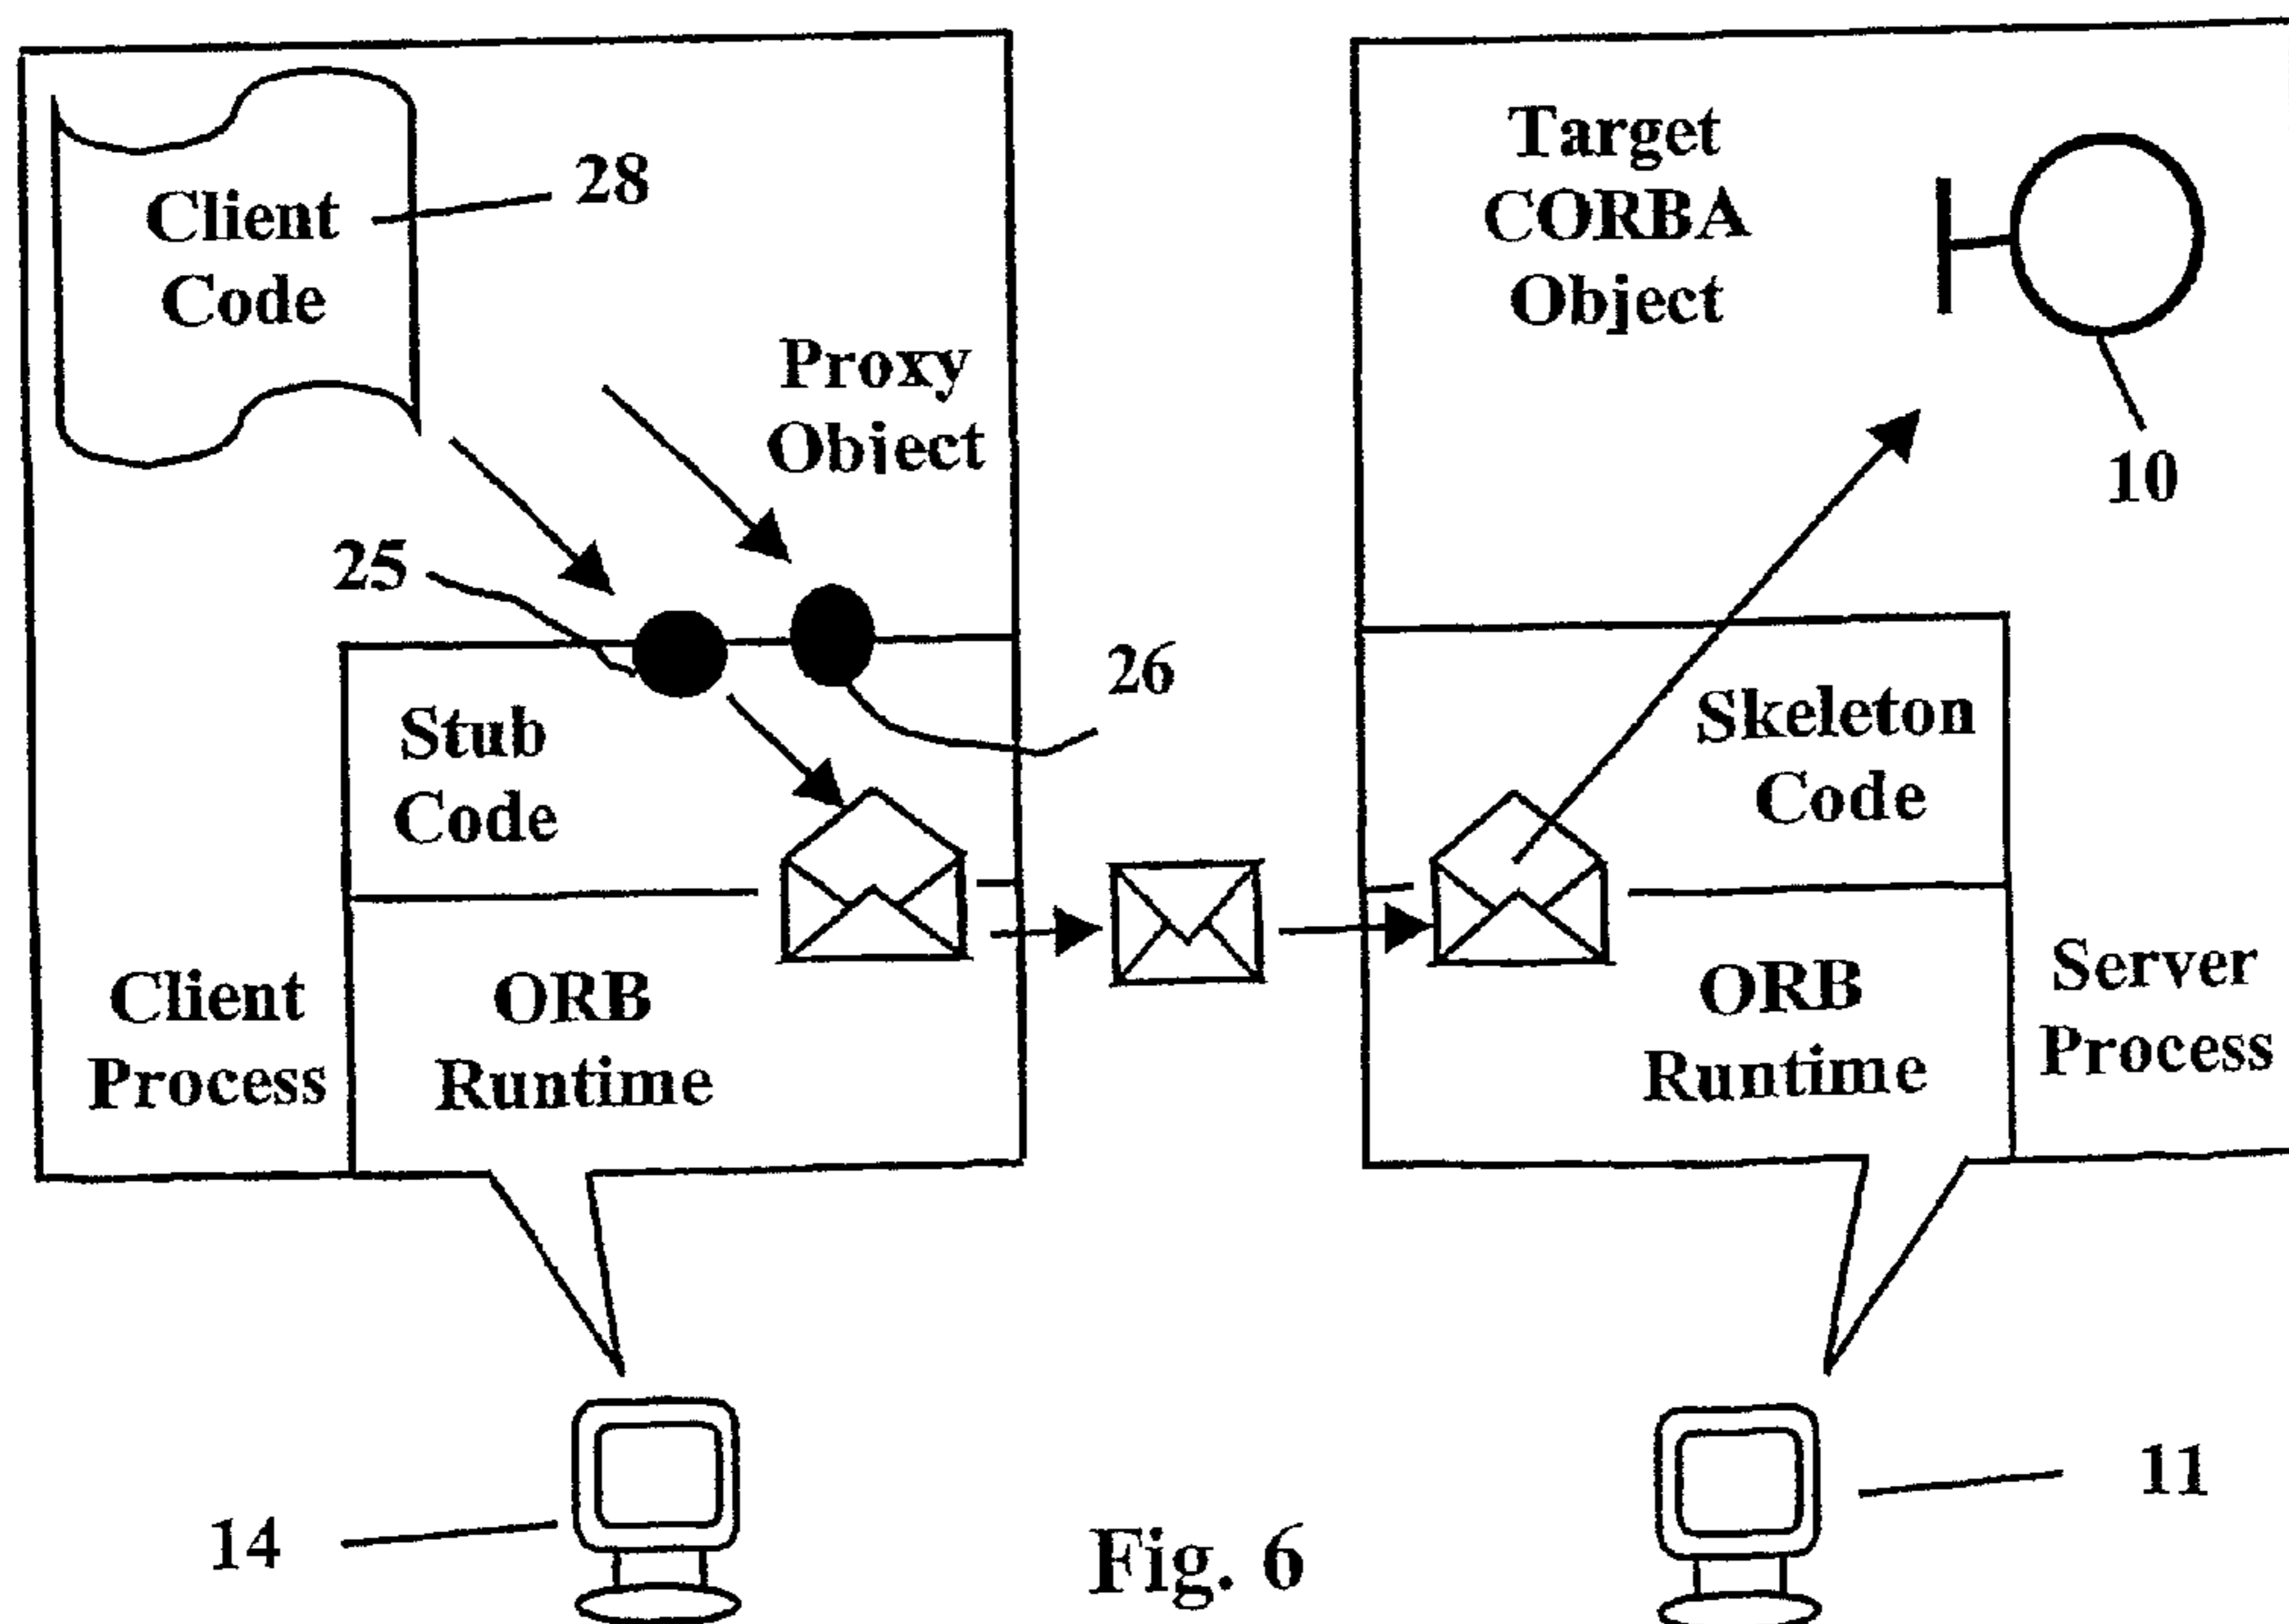 Client
Code
28
Proxy
Object
25
26
Stub
Code
Client
Process
ORB
Runtime
14
Target
CORBA
Object
10
Skeleton
Code
ORB
Runtime
Server
Process
11
Fig. 6